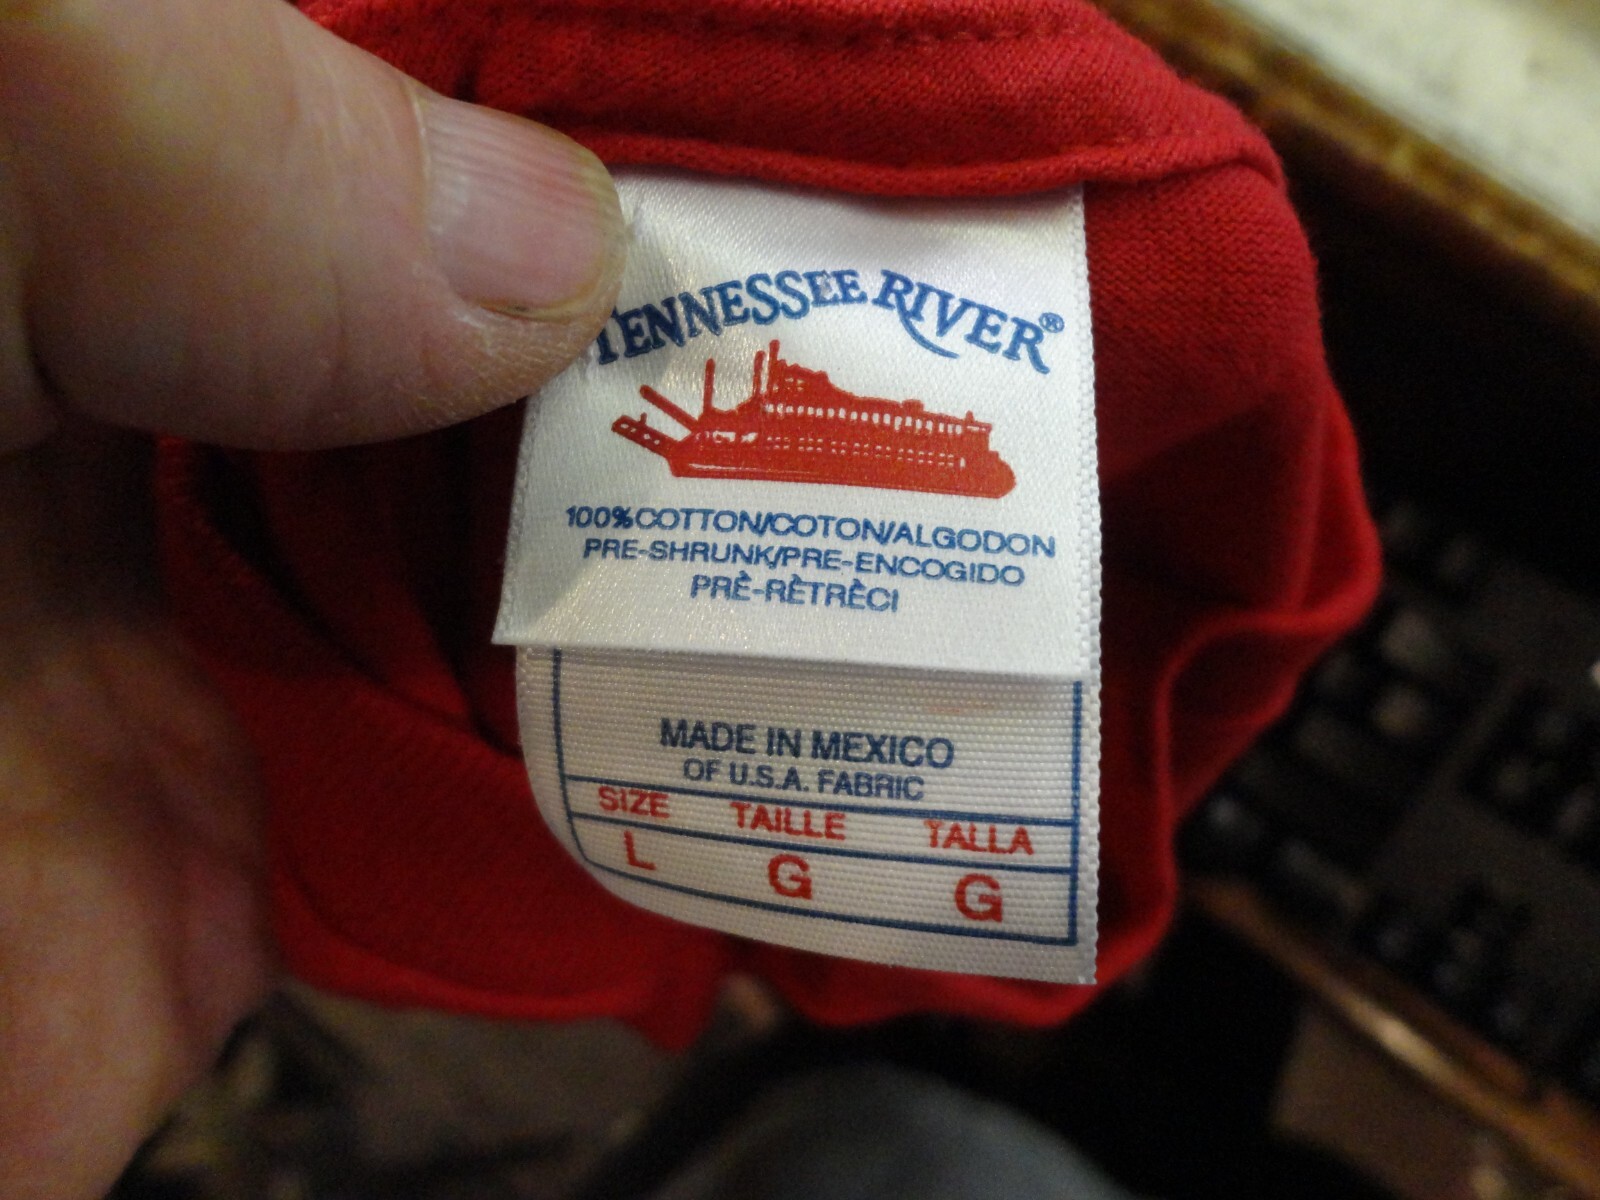 TENNESSEE RIVER®
100% COTTON/COTON/ALGODON
PRE-SHRUNK/PRE-ENCOGIDO
PRÈ-RÈTRÈCI
MADE IN MEXICO
OF U.S.A. FABRIC
SIZE TAILLE TALLA
L G G